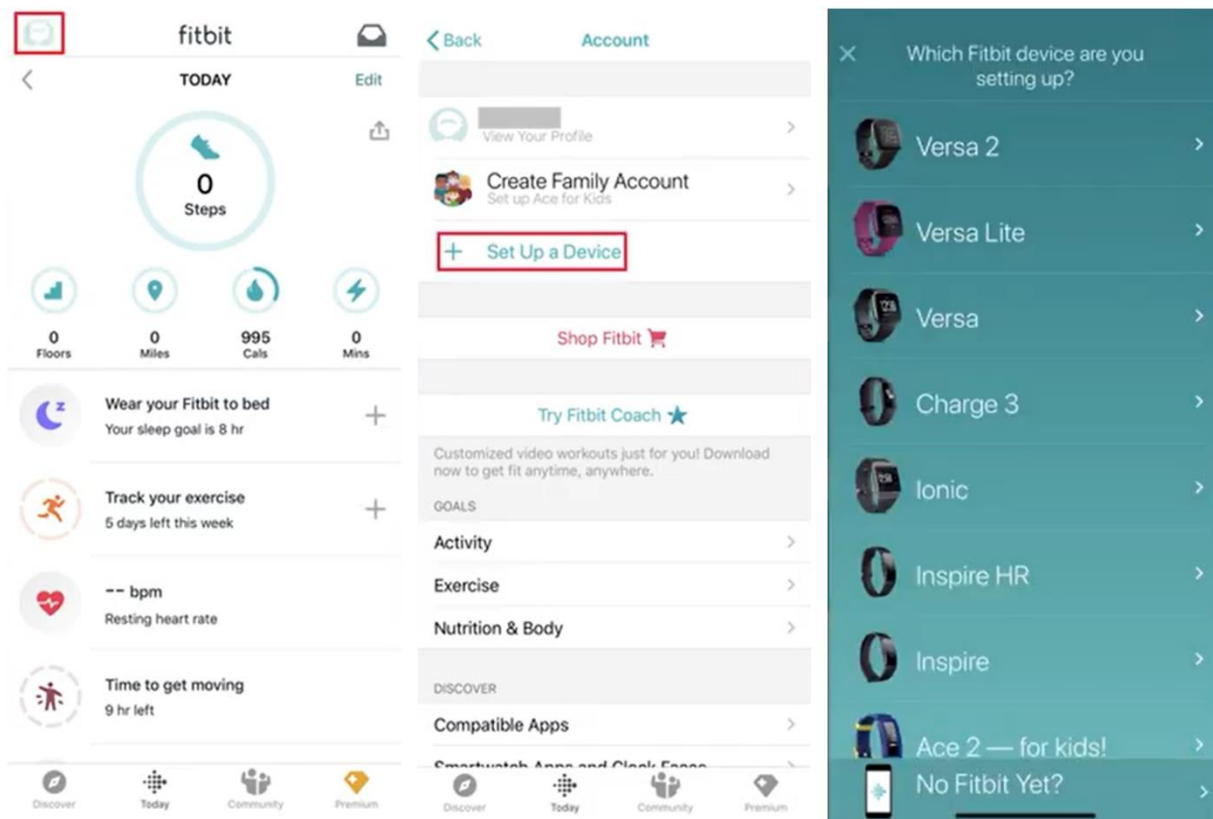 fitbit
TODAY
Edit
0
Steps
0
Floors
0
Miles
995
Cals
0
Mins
Wear your Fitbit to bed
Your sleep goal is 8 hr
Track your exercise
5 days left this week
-- bpm
Resting heart rate
Time to get moving
9 hr left
Discover
Today
Community
Premium
Back
Account
View Your Profile
Create Family Account
Set up Ace for Kids
+ Set Up a Device
Shop Fitbit
Try Fitbit Coach
Customized video workouts just for you! Download
now to get fit anytime, anywhere.
GOALS
Activity
Exercise
Nutrition & Body
DISCOVER
Compatible Apps
Smartwatch Apps and Clock Faces
Discover
Today
Community
Premium
Which Fitbit device are you
setting up?
Versa 2
Versa Lite
Versa
Charge 3
Ionic
Inspire HR
Inspire
Ace 2 — for kids!
No Fitbit Yet?